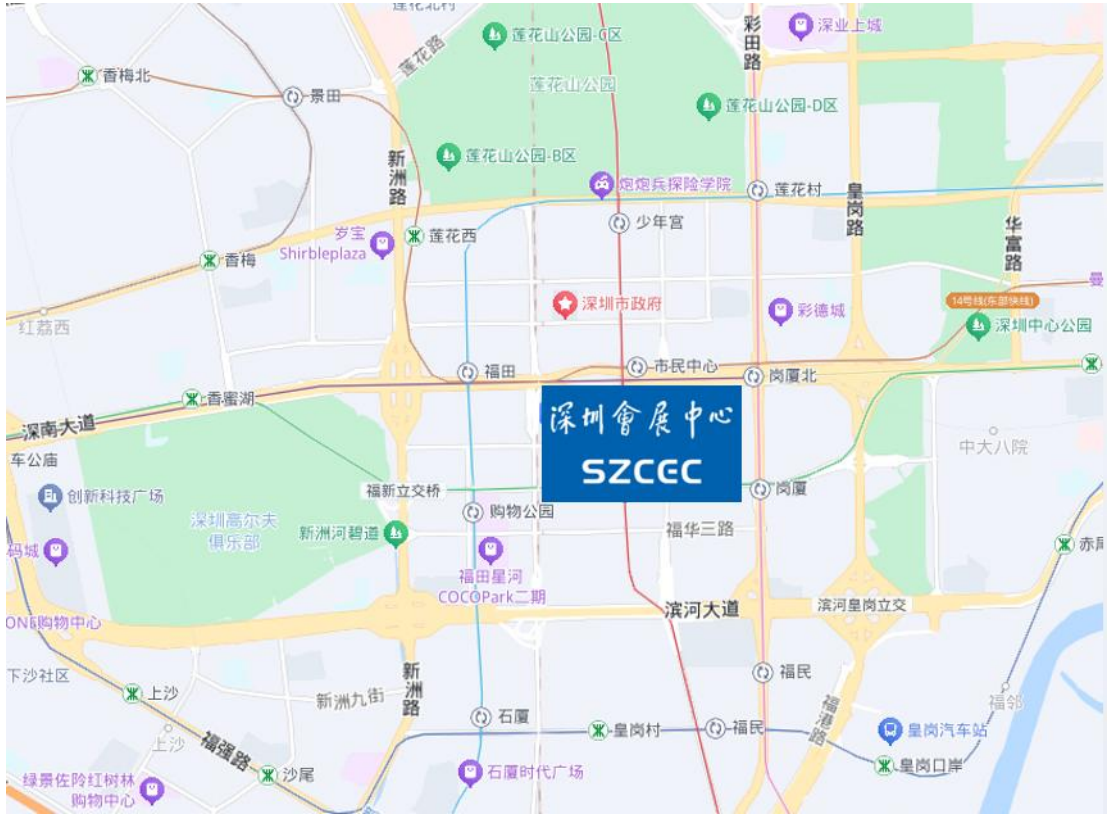 莲花北村
莲花山公园-C区
彩田路
深业上城
莲花路
香梅北
景田
莲花山公园
莲花山公园-D区
新洲路
莲花山公园-B区
炮炮兵探险学院
莲花村
皇岗路
少年宫
华富路
岁宝
Shirbleplaza
莲花西
香梅
曼
14号线(东部快线)
深圳市政府
彩德城
深圳中心公园
红荔西
福田
市民中心
岗厦北
香蜜湖
深南大道
深圳會展中心
SZCEC
中大八院
车公庙
创新科技广场
福新立交桥
岗厦
购物公园
深圳高尔夫
俱乐部
新洲河碧道
福华三路
码城
赤尾
福田星河
COCOPark二期
滨河大道
滨河皇岗立交
ONE购物中心
下沙社区
新洲路
福民
上沙
新洲九街
福邻
石厦
皇岗村
福民
福港路
皇岗汽车站
上沙
福强路
沙尾
石厦时代广场
皇岗口岸
绿景佐阾红树林
购物中心